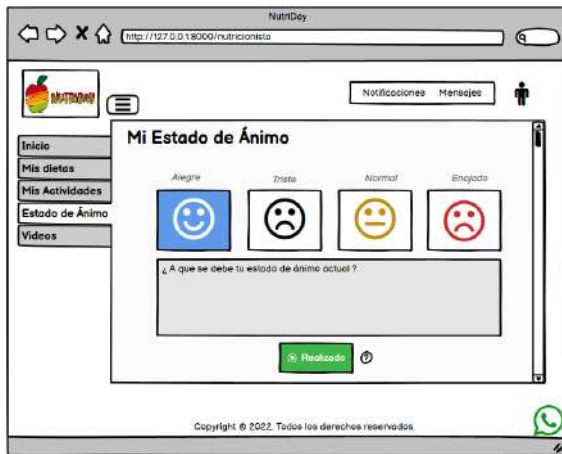 NutriDay
http://127.0.0.1:8000/nutricionista
NUTRIDAY
Notificaciones Mensajes
Mi Estado de Ánimo
Inicio
Mis dietas
Mis Actividades
Estado de Ánimo
Videos
Alegre Triste Normal Enojado
¿ A que se debe tu estado de ánimo actual ?
Realizado
?
Copyright © 2022. Todos los derechos reservados.